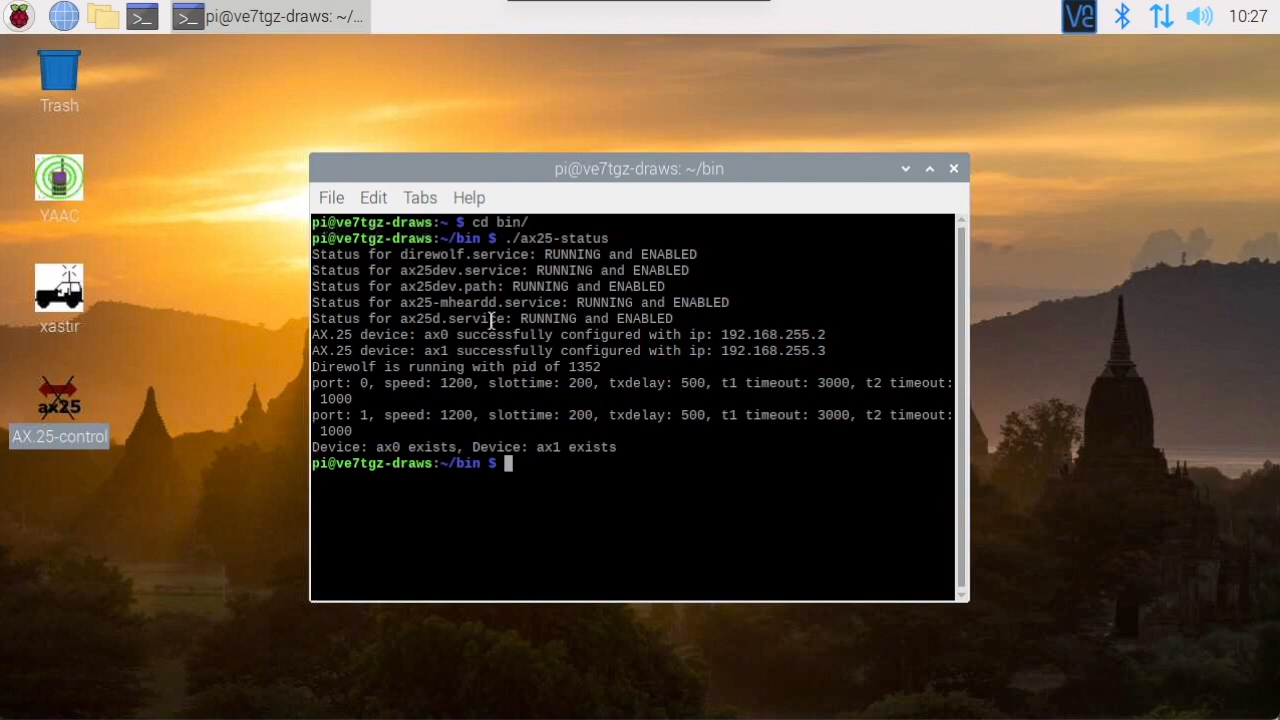 pi@ve7tgz-draws: ~/...
10:27
Trash
YAAC
xastir
ax25
AX.25-control
pi@ve7tgz-draws: ~/bin
File Edit Tabs Help
pi@ve7tgz-draws:~ $ cd bin/
pi@ve7tgz-draws:~/bin $ ./ax25-status
Status for direwolf.service: RUNNING and ENABLED
Status for ax25dev.service: RUNNING and ENABLED
Status for ax25dev.path: RUNNING and ENABLED
Status for ax25-mheardd.service: RUNNING and ENABLED
Status for ax25d.service: RUNNING and ENABLED
AX.25 device: ax0 successfully configured with ip: 192.168.255.2
AX.25 device: ax1 successfully configured with ip: 192.168.255.3
Direwolf is running with pid of 1352
port: 0, speed: 1200, slottime: 200, txdelay: 500, t1 timeout: 3000, t2 timeout:
1000
port: 1, speed: 1200, slottime: 200, txdelay: 500, t1 timeout: 3000, t2 timeout:
1000
Device: ax0 exists, Device: ax1 exists
pi@ve7tgz-draws:~/bin $